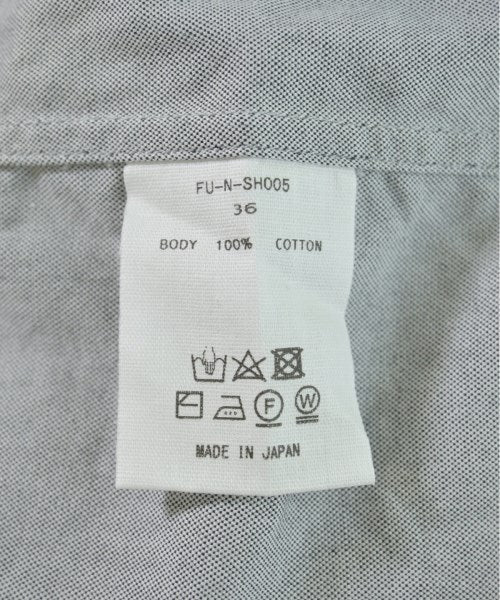 FU-N-SH005
36
BODY 100% COTTON
F W
MADE IN JAPAN